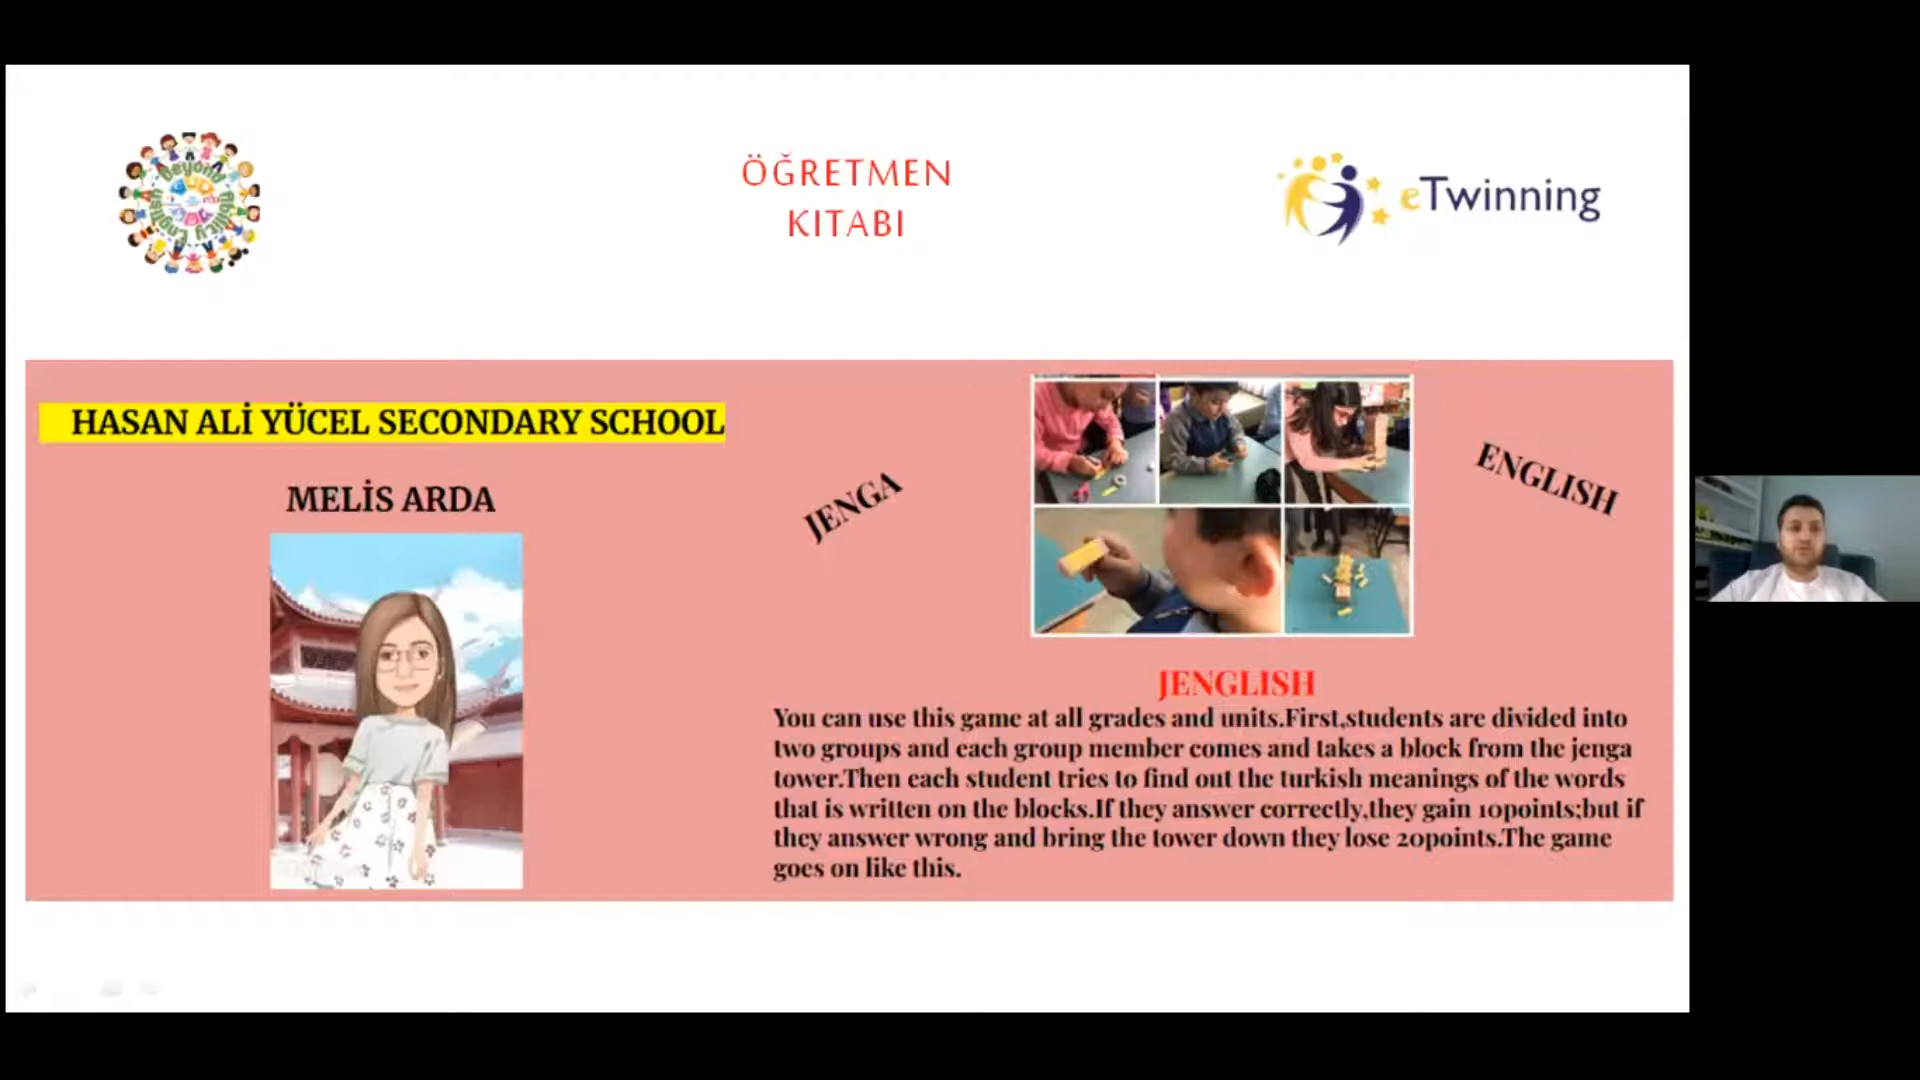 Beyond
Ability English
ÖĞRETMEN
KITABI
eTwinning
HASAN ALİ YÜCEL SECONDARY SCHOOL
MELİS ARDA
JENGA
ENGLISH
JENGLISH
You can use this game at all grades and units.First,students are divided into
two groups and each group member comes and takes a block from the jenga
tower.Then each student tries to find out the turkish meanings of the words
that is written on the blocks.If they answer correctly,they gain 10points;but if
they answer wrong and bring the tower down they lose 20points.The game
goes on like this.